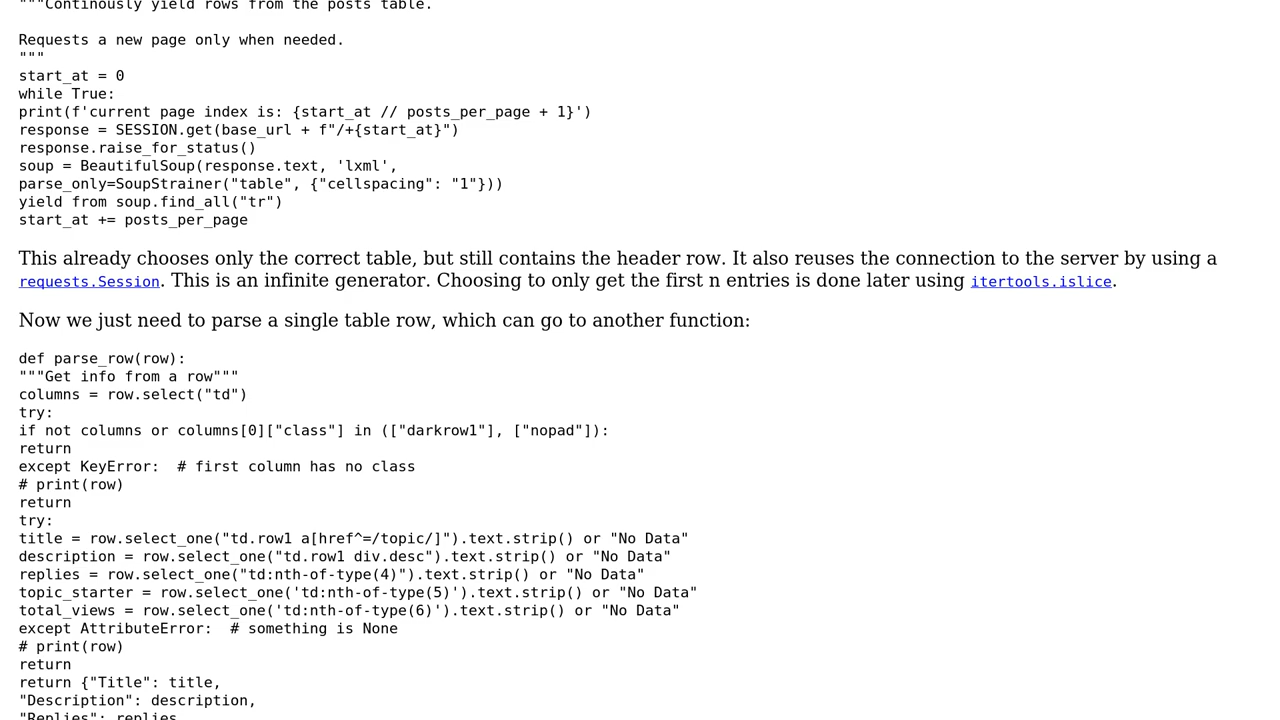 """Continously yield rows from the posts table.
Requests a new page only when needed.
"""
start_at = 0
while True:
print(f'current page index is: {start_at // posts_per_page + 1}')
response = SESSION.get(base_url + f"/+{start_at}")
response.raise_for_status()
soup = BeautifulSoup(response.text, 'lxml',
parse_only=SoupStrainer("table", {"cellspacing": "1"}))
yield from soup.find_all("tr")
start_at += posts_per_page
This already chooses only the correct table, but still contains the header row. It also reuses the connection to the server by using a
requests.Session. This is an infinite generator. Choosing to only get the first n entries is done later using itertools.islice.
Now we just need to parse a single table row, which can go to another function:
def parse_row(row):
"""Get info from a row"""
columns = row.select("td")
try:
if not columns or columns[0]["class"] in (["darkrow1"], ["nopad"]):
return
except KeyError:  # first column has no class
# print(row)
return
try:
title = row.select_one("td.row1 a[href^=/topic/]").text.strip() or "No Data"
description = row.select_one("td.row1 div.desc").text.strip() or "No Data"
replies = row.select_one("td:nth-of-type(4)").text.strip() or "No Data"
topic_starter = row.select_one('td:nth-of-type(5)').text.strip() or "No Data"
total_views = row.select_one('td:nth-of-type(6)').text.strip() or "No Data"
except AttributeError:  # something is None
# print(row)
return
return {"Title": title,
"Description": description,
"Replies": replies